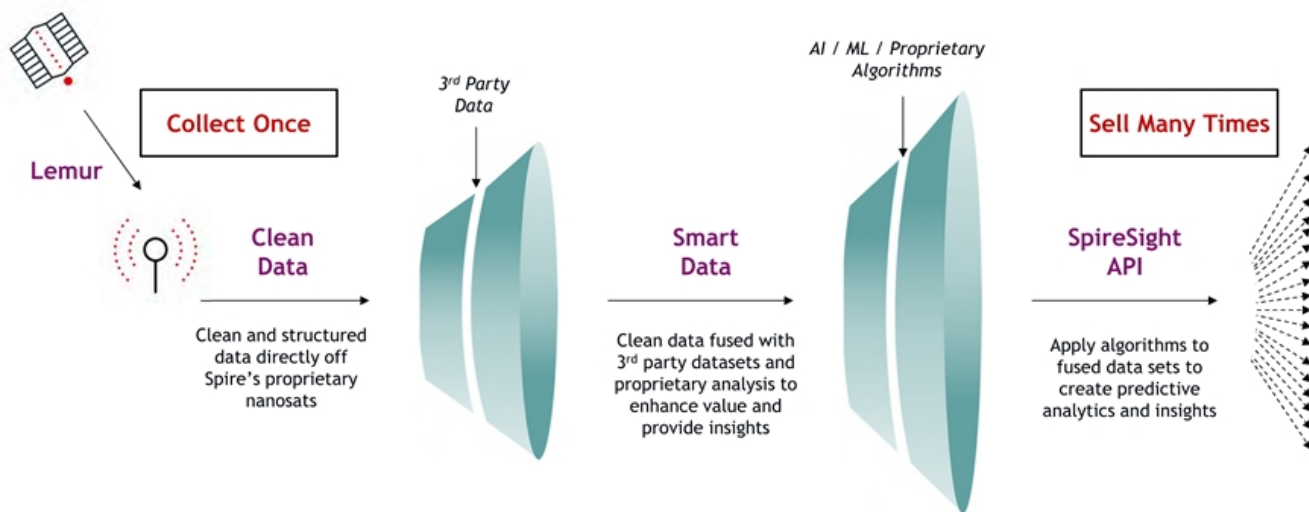 Collect Once
Lemur
Clean
Data
Clean and structured
data directly off
Spire’s proprietary
nanosats
3rd Party
Data
Smart
Data
Clean data fused with
3rd party datasets and
proprietary analysis to
enhance value and
provide insights
AI / ML / Proprietary
Algorithms
Sell Many Times
SpireSight
API
Apply algorithms to
fused data sets to
create predictive
analytics and insights